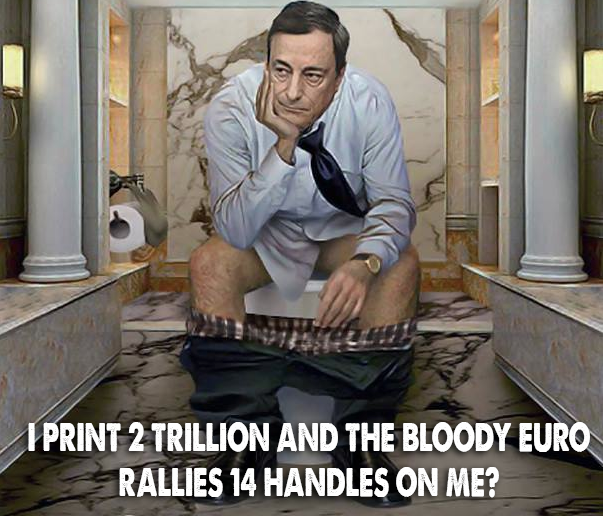 I PRINT 2 TRILLION AND THE BLOODY EURO
RALLIES 14 HANDLES ON ME?